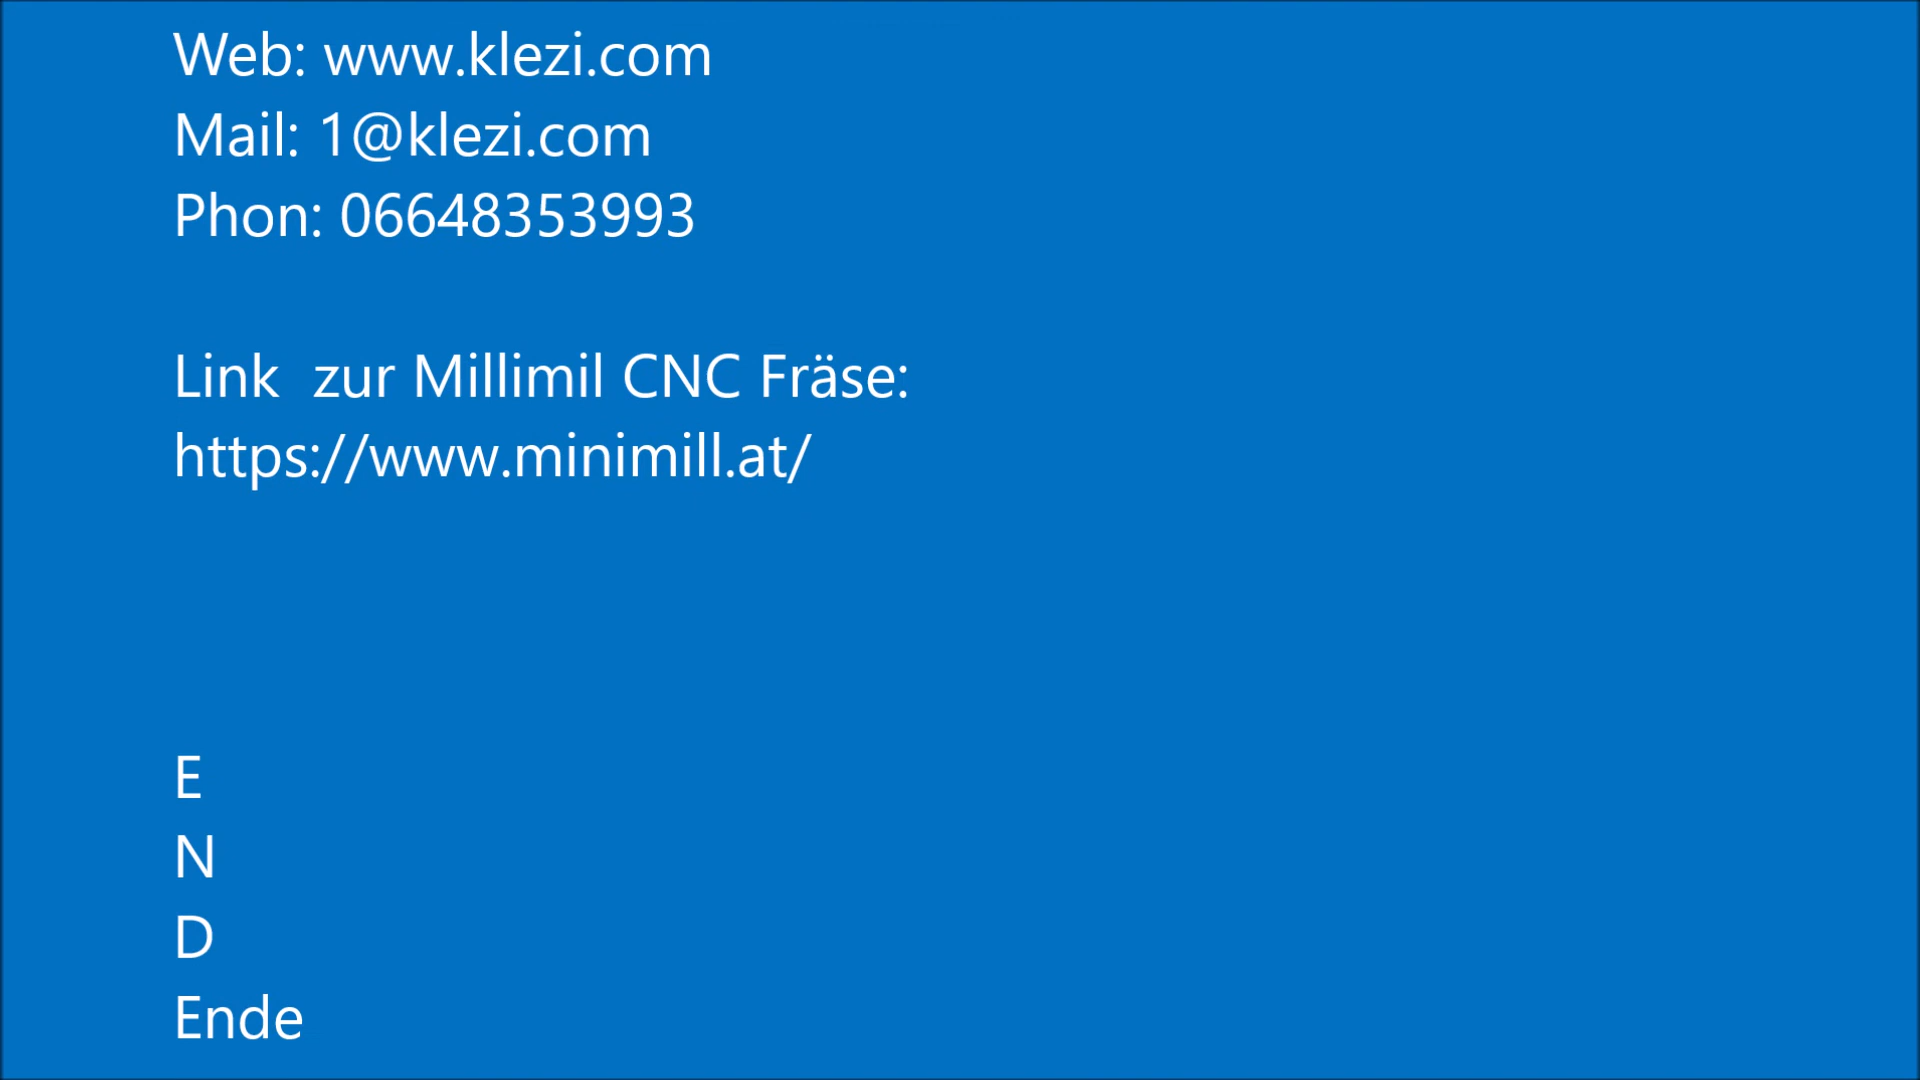 Web: www.klezi.com
Mail: 1@klezi.com
Phon: 06648353993
Link  zur Millimil CNC Fräse:
https://www.minimill.at/
E
N
D
Ende